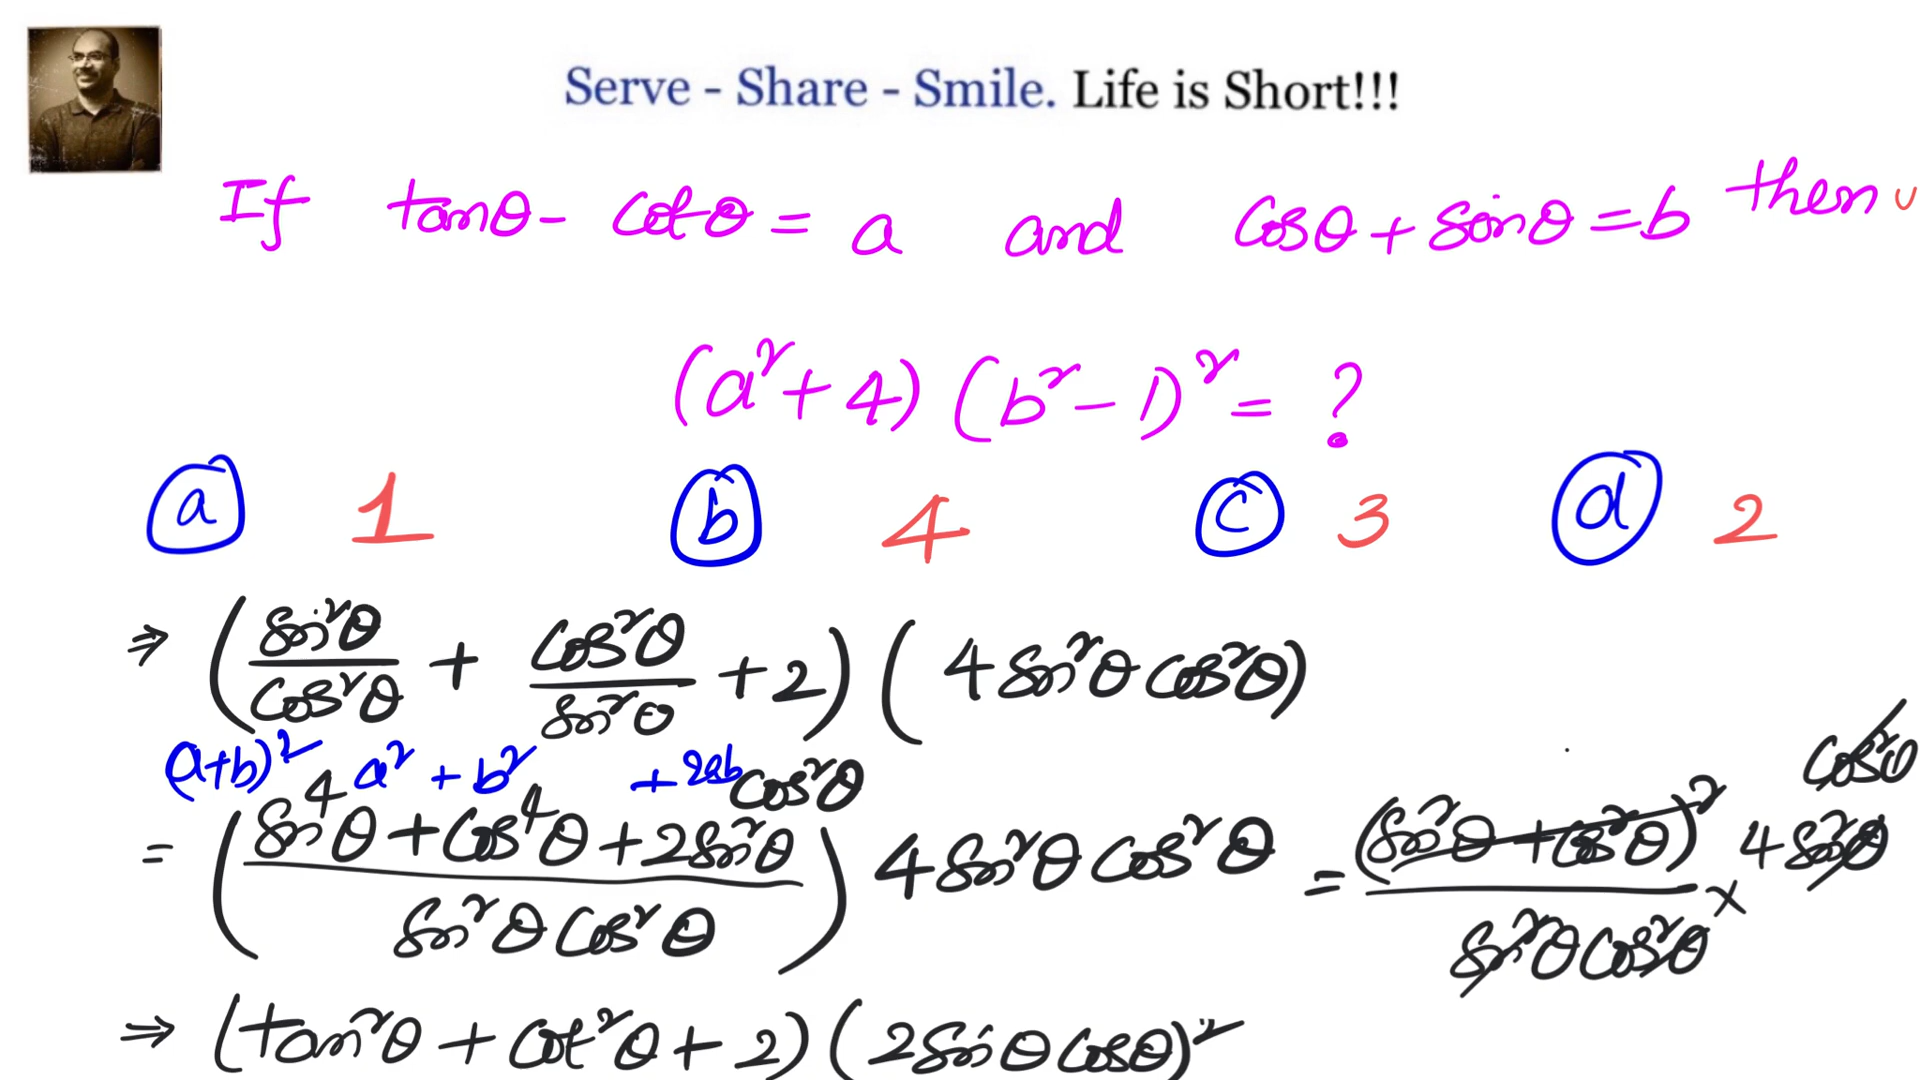 Serve - Share - Smile. Life is Short!!!
If tanθ - cotθ = a and cosθ + sinθ = b then
(a² + 4) (b² - 1)² = ?
ⓐ 1 ⓑ 4 ⓒ 3 ⓓ 2
⇒ (sin²θ/cos²θ + cos²θ/sin²θ + 2) (4 sin²θ cos²θ)
(a+b)² a² + b² + 2ab
= ((sin⁴θ + cos⁴θ + 2sin²θ cos²θ)/(sin²θ cos²θ)) 4 sin²θ cos²θ = (sin²θ + cos²θ)²/(sin²θ cos²θ) × 4 sin²θ cos²θ
⇒ (tan²θ + cot²θ + 2) (2 sinθ cosθ)²